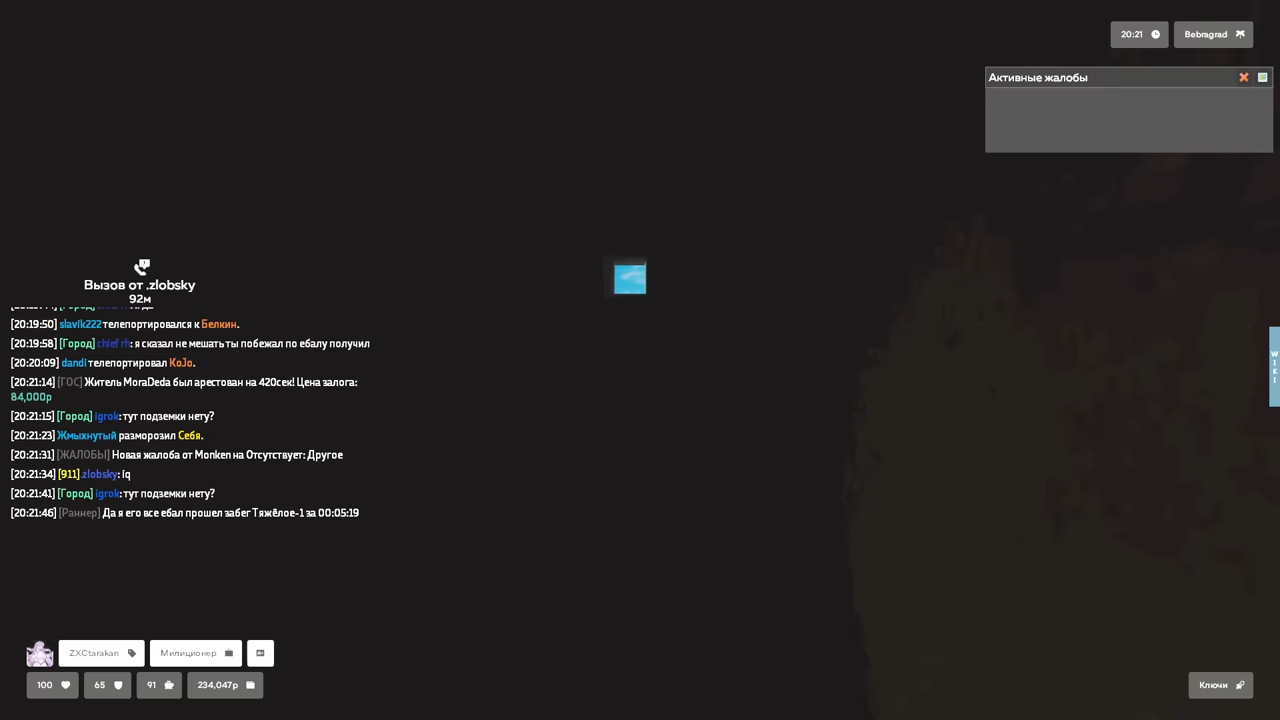 20:21
Bebragrad
Активные жалобы
Вызов от .zlobsky
92м
[20:19:50] slavik222 телепортировался к Белкин.
[20:19:58] [Город] chief rh: я сказал не мешать ты побежал по ебалу получил
[20:20:09] dandi телепортировал KoJo.
[20:21:14] [ГОС] Житель MoraDeda был арестован на 420сек! Цена залога:
84,000р
[20:21:15] [Город] igrok: тут подземки нету?
[20:21:23] Жмыхнутый разморозил Себя.
[20:21:31] [ЖАЛОБЫ] Новая жалоба от Monken на Отсутствует: Другое
[20:21:34] [911] .zlobsky: iq
[20:21:41] [Город] igrok: тут подземки нету?
[20:21:46] [Раннер] Да я его все ебал прошел забег Тяжёлое-1 за 00:05:19
WIKI
ZXCtarakan
Милиционер
100
65
91
234,047р
Ключи